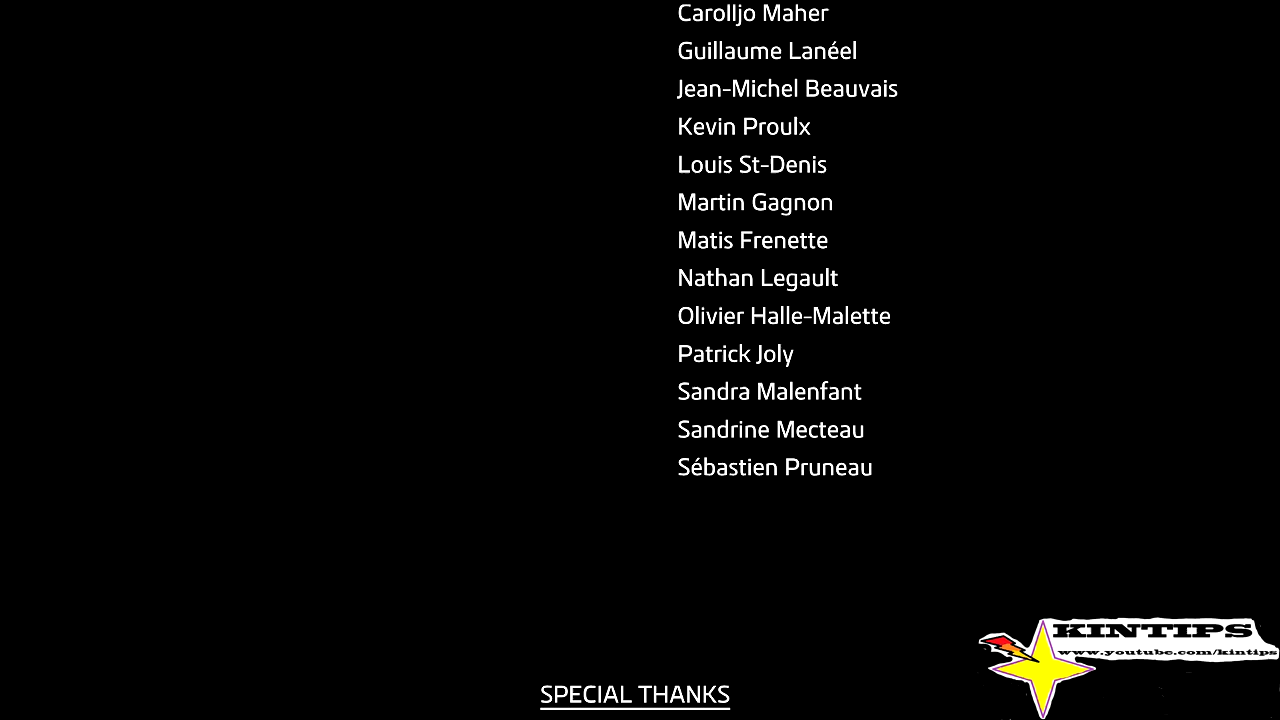 Carolljo Maher
Guillaume Lanéel
Jean-Michel Beauvais
Kevin Proulx
Louis St-Denis
Martin Gagnon
Matis Frenette
Nathan Legault
Olivier Halle-Malette
Patrick Joly
Sandra Malenfant
Sandrine Mecteau
Sébastien Pruneau
KINTIPS
www.youtube.com/kintips
SPECIAL THANKS